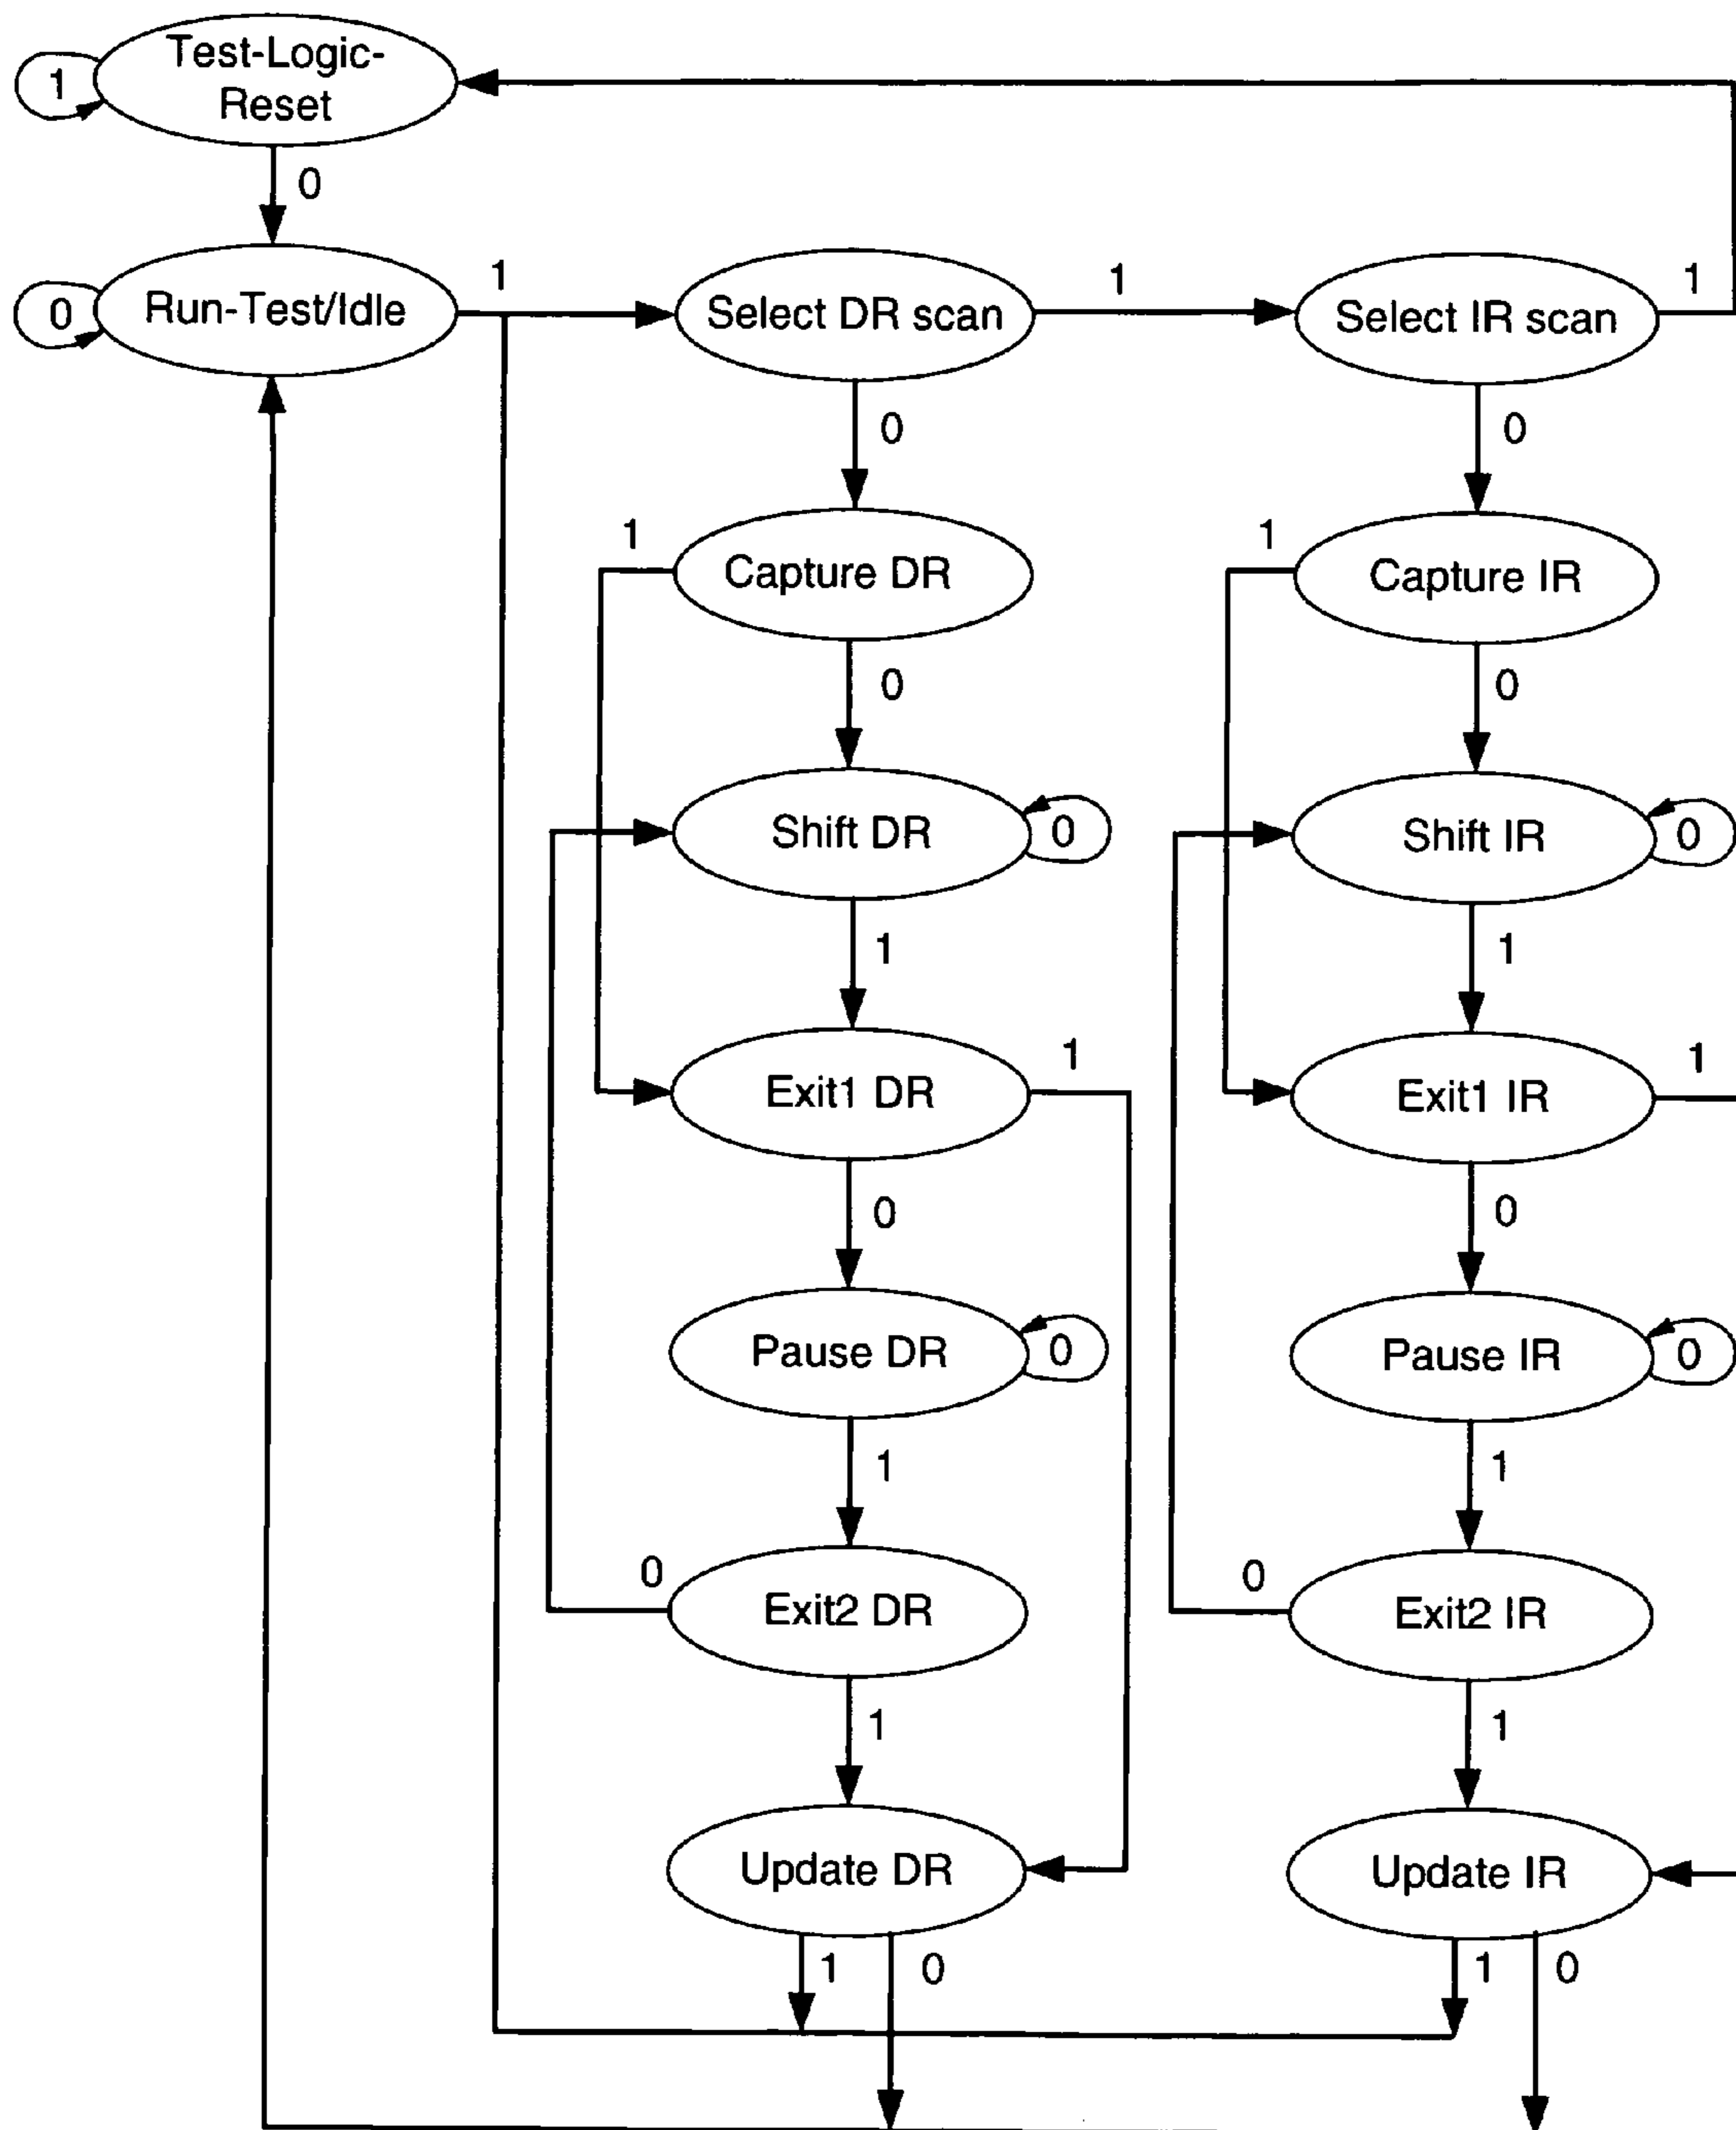 Test-Logic-
Reset
1
0
Run-Test/Idle
0
1
Select DR scan
1
Select IR scan
1
0
0
1
Capture DR
1
Capture IR
0
0
Shift DR
0
Shift IR
0
1
1
Exit1 DR
1
Exit1 IR
1
0
0
Pause DR
0
Pause IR
0
1
1
0
Exit2 DR
0
Exit2 IR
1
1
Update DR
Update IR
1
0
1
0